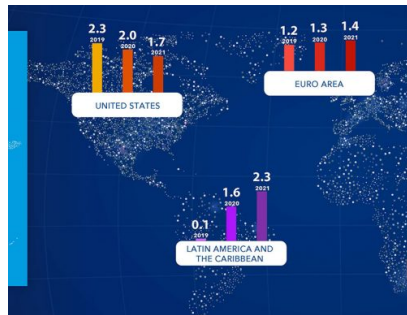 2.3 2.0 1.7
2019 2020 2021
UNITED STATES
1.2 1.3 1.4
2019 2020 2021
EURO AREA
0.1 1.6 2.3
2019 2020 2021
LATIN AMERICA AND
THE CARIBBEAN